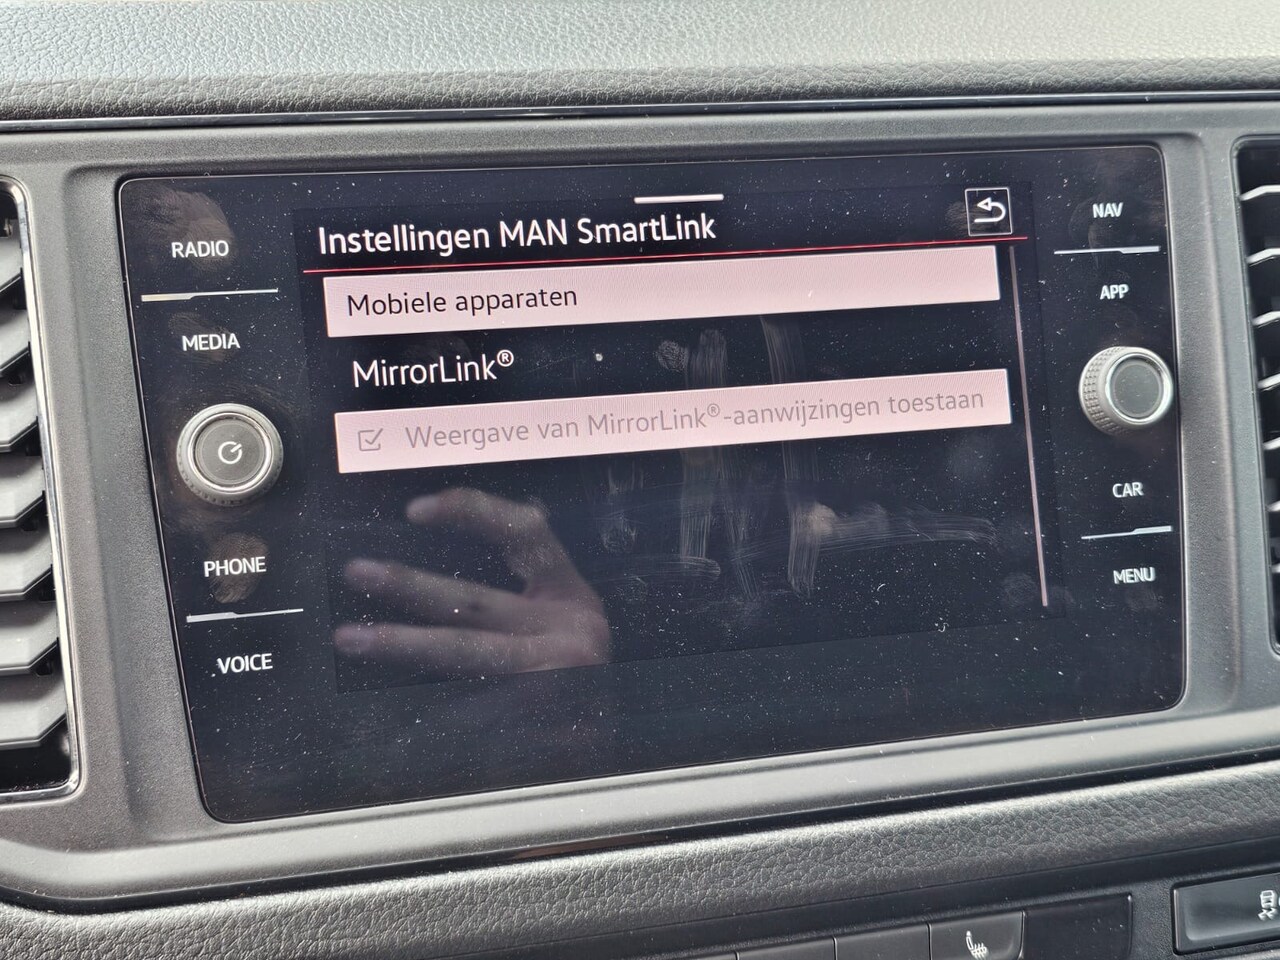 Instellingen MAN SmartLink
Mobiele apparaten
MirrorLink®
Weergave van MirrorLink®-aanwijzingen toestaan
RADIO
MEDIA
PHONE
VOICE
NAV
APP
CAR
MENU